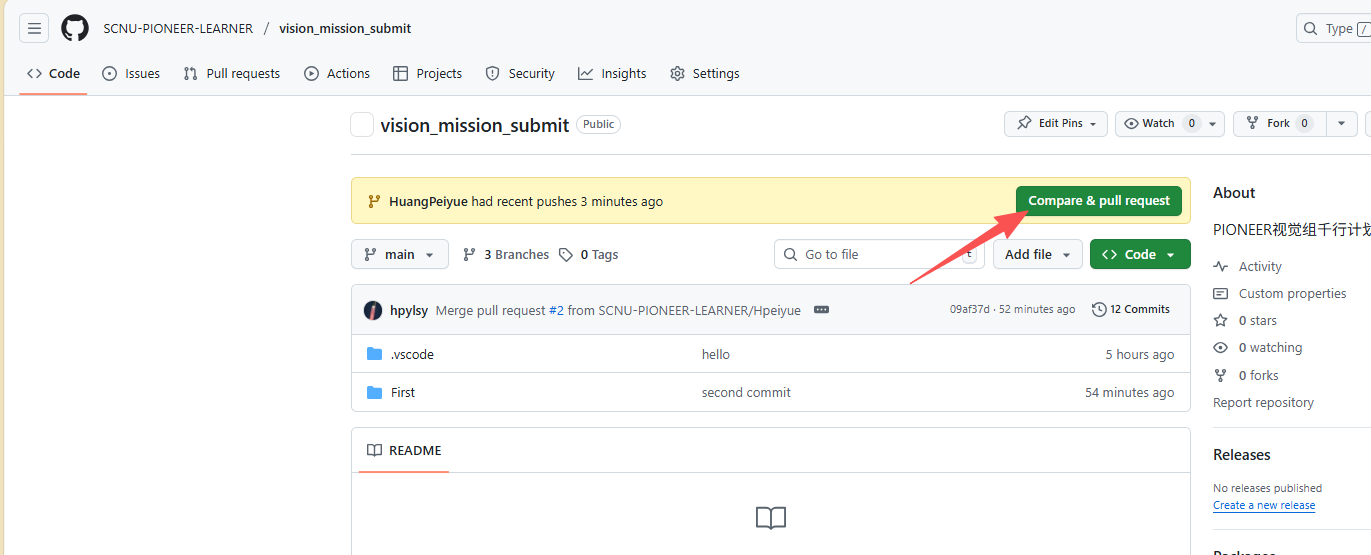 SCNU-PIONEER-LEARNER / vision_mission_submit
Type /
Code Issues Pull requests Actions Projects Security Insights Settings
vision_mission_submit Public
Edit Pins Watch 0 Fork 0
HuangPeiyue had recent pushes 3 minutes ago
Compare & pull request
main 3 Branches 0 Tags
Go to file t
Add file
Code
hpylsy Merge pull request #2 from SCNU-PIONEER-LEARNER/Hpeiyue
09af37d · 52 minutes ago
12 Commits
.vscode hello 5 hours ago
First second commit 54 minutes ago
README
About
PIONEER视觉组千行计划
Activity
Custom properties
0 stars
0 watching
0 forks
Report repository
Releases
No releases published
Create a new release